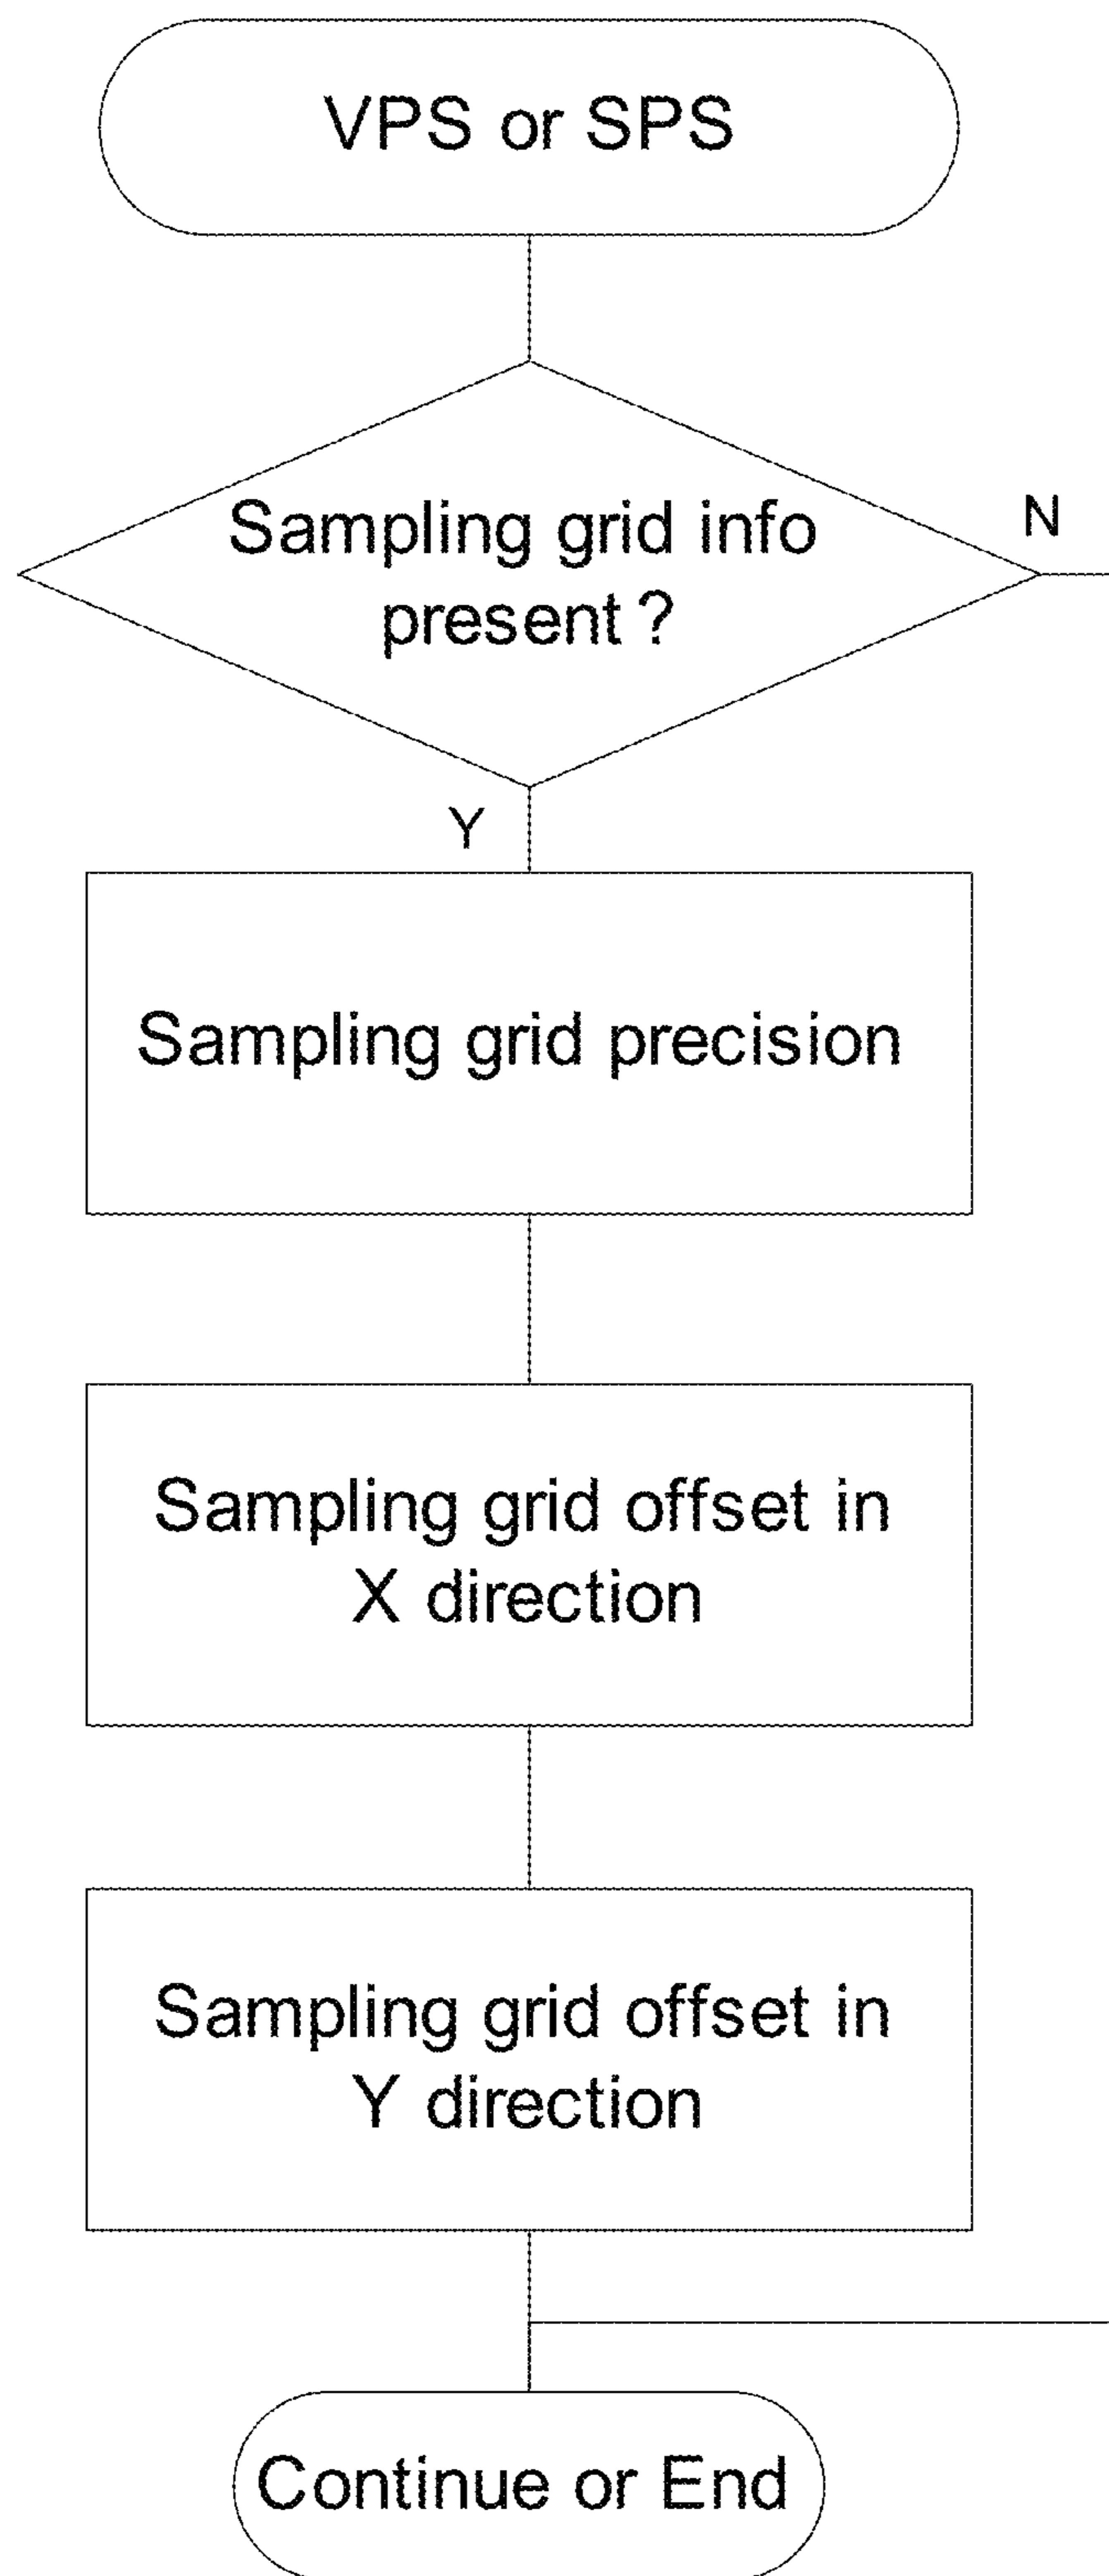 VPS or SPS
Sampling grid info
present ?
N
Y
Sampling grid precision
Sampling grid offset in
X direction
Sampling grid offset in
Y direction
Continue or End